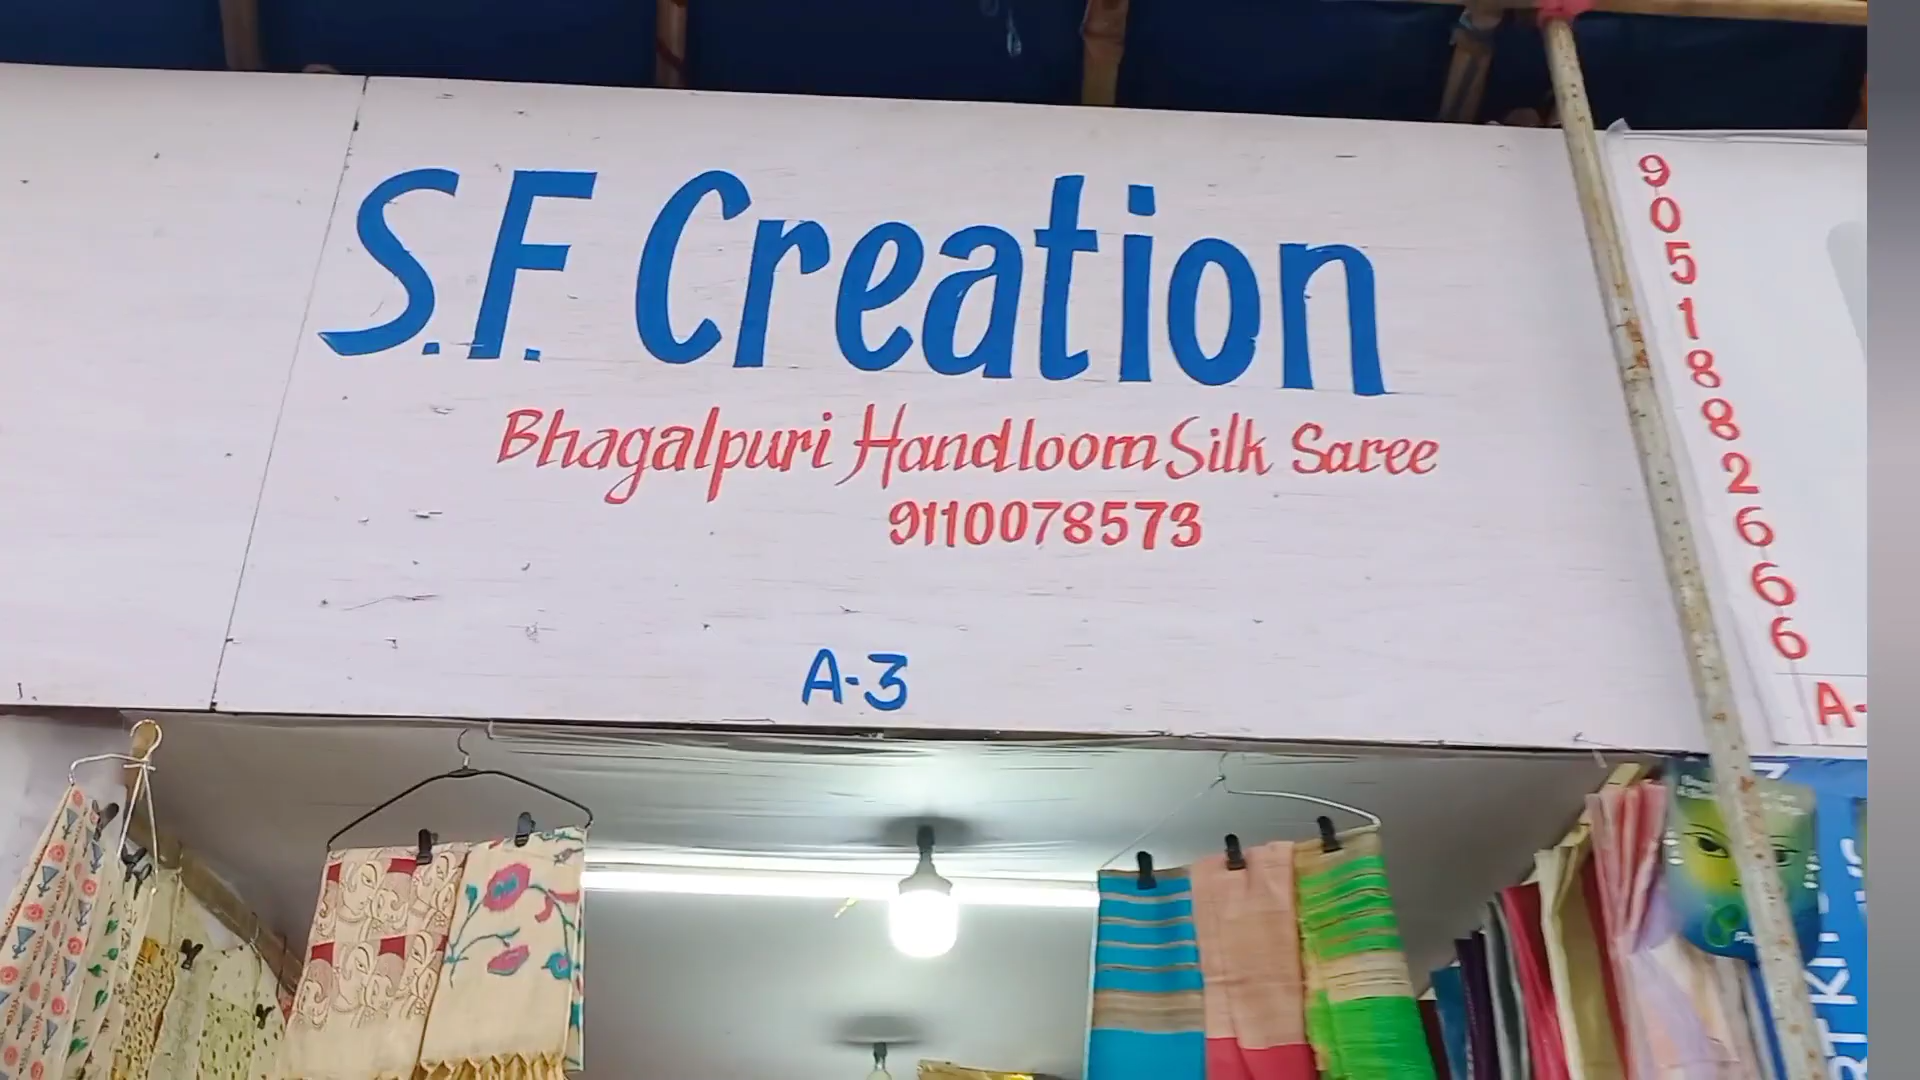 S.F. Creation
Bhagalpuri Handloom Silk Saree
9110078573
A-3
9051882666
A-